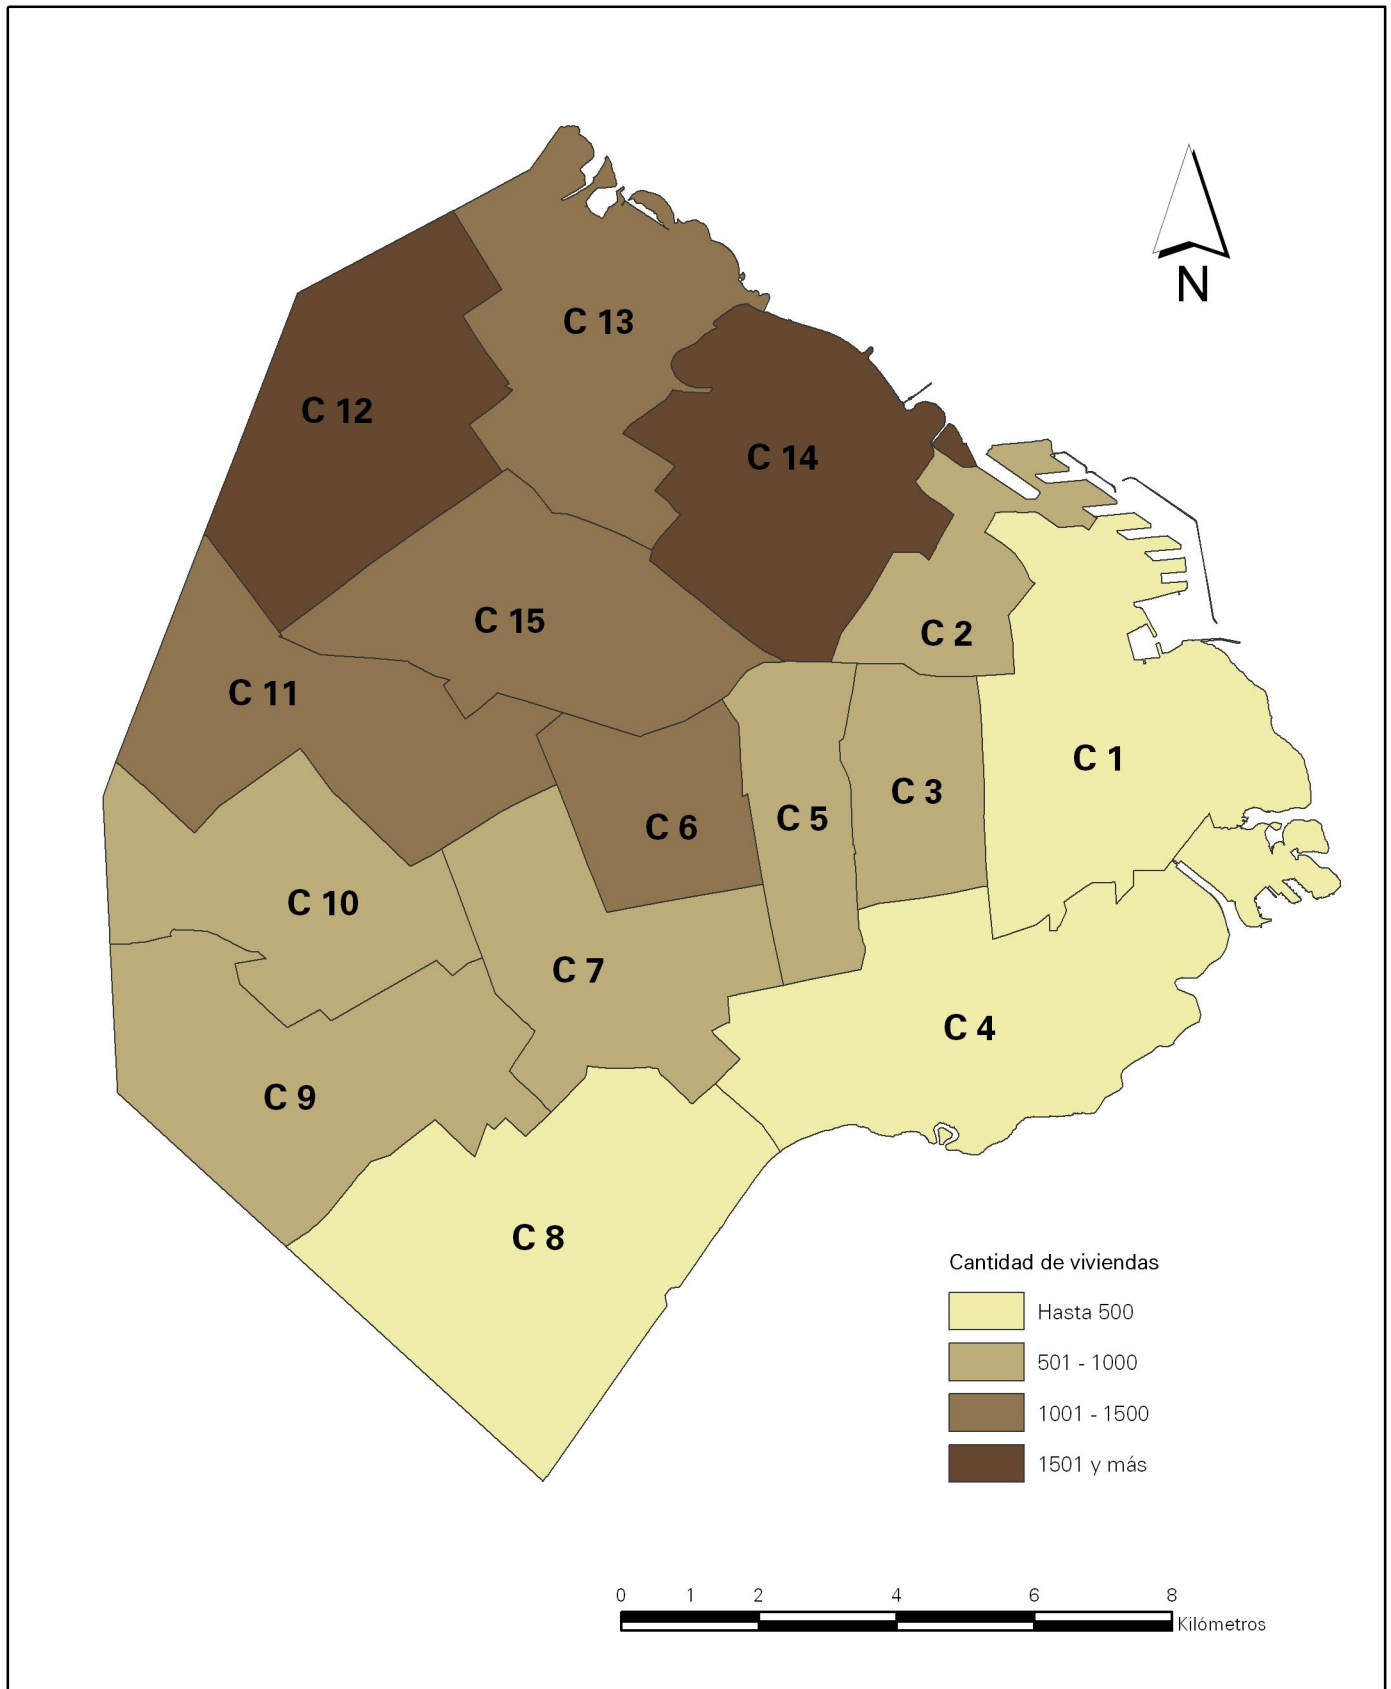 N
C 13
C 12
C 14
C 15
C 2
C 11
C 1
C 3
C 5
C 6
C 10
C 7
C 4
C 9
C 8
Cantidad de viviendas
Hasta 500
501 - 1000
1001 - 1500
1501 y más
0 1 2 4 6 8
Kilómetros